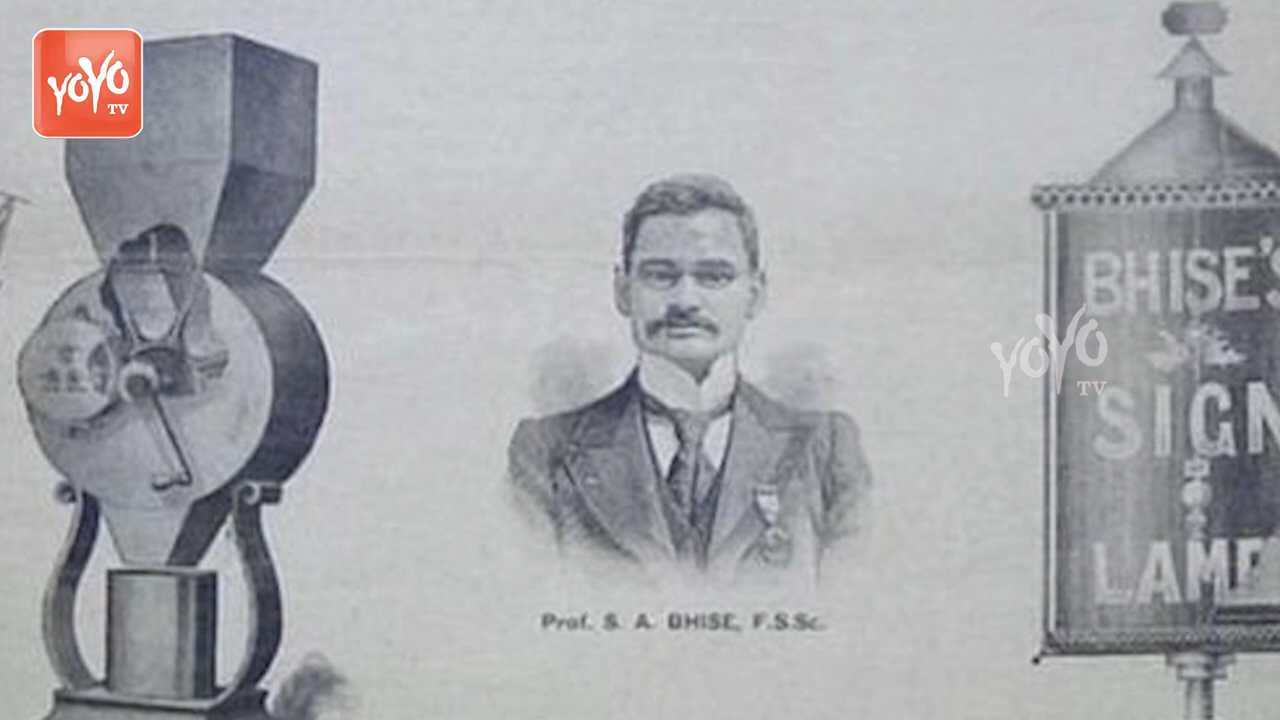 YOYO
TV
Prof. S. A. BHISE, F.S.Sc.
BHISE'S
SIGN
LAMP
YOYO
TV